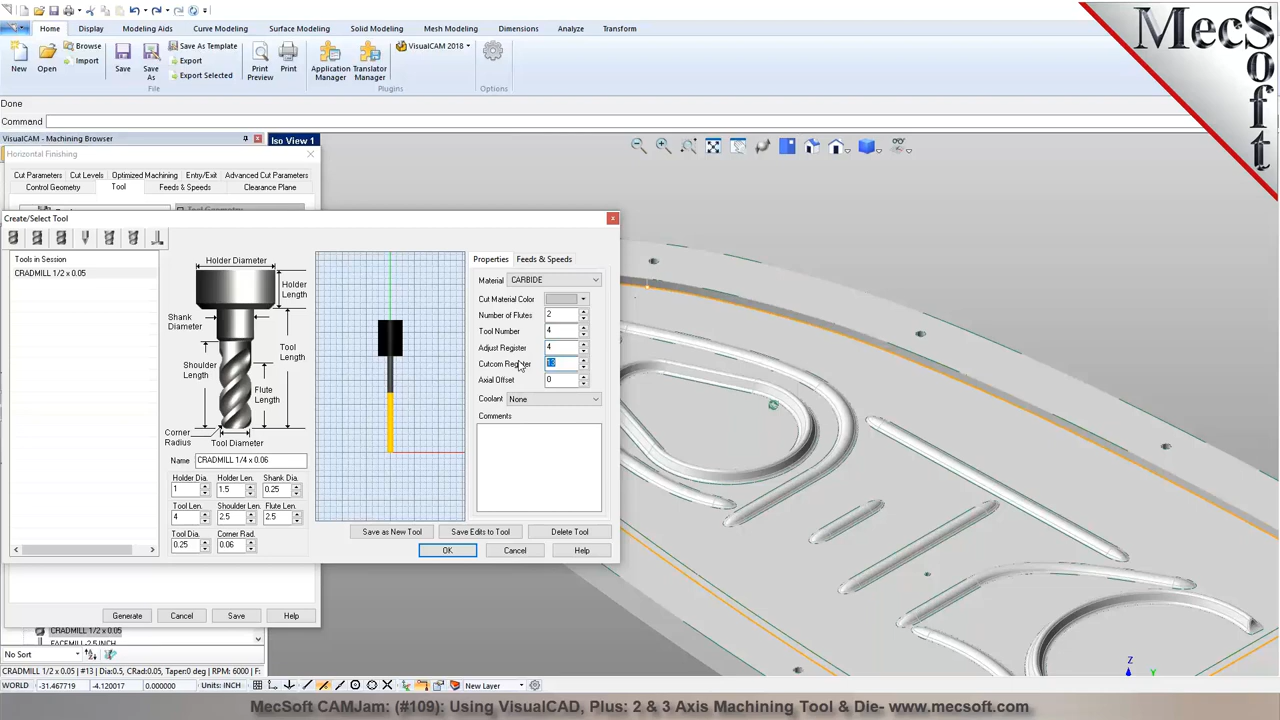 Home Display Modeling Aids Curve Modeling Surface Modeling Solid Modeling Mesh Modeling Dimensions Analyze Transform
Browse
Import
New Open
Save
Save As
Save As Template
Export
Export Selected
Print Preview
Print
Application Manager
Translator Manager
VisualCAM 2018
File
Plugins
Options
MecSoft
Done
Command
VisualCAM - Machining Browser
Iso View 1
Horizontal Finishing
Cut Parameters Cut Levels Optimized Machining Entry/Exit Advanced Cut Parameters
Control Geometry Tool Feeds & Speeds Clearance Plane
Create/Select Tool
Tools in Session
CRADMILL 1/2 x 0.05
Holder Diameter
Holder Length
Shank Diameter
Tool Length
Shoulder Length
Flute Length
Corner Radius
Tool Diameter
Name CRADMILL 1/4 x 0.06
Holder Dia. Holder Len. Shank Dia.
1 1.5 0.25
Tool Len. Shoulder Len. Flute Len.
4 2.5 2.5
Tool Dia. Corner Rad.
0.25 0.06
Properties Feeds & Speeds
Material CARBIDE
Cut Material Color
Number of Flutes 2
Tool Number 4
Adjust Register 4
Cutcom Register 13
Axial Offset 0
Coolant None
Comments
Save as New Tool Save Edits to Tool Delete Tool
OK Cancel Help
Generate Cancel Save Help
CRADMILL 1/2 x 0.05
FACEMILL-2.5 INCH
No Sort
CRADMILL 1/2 x 0.05 | #13 | Dia:0.5, CRad:0.05, Taper:0 deg | RPM: 6000 | F:
WORLD -31.467719 -4.120017 0.000000 Units: INCH New Layer
Z
Y
MecSoft CAMJam: (#109): Using VisualCAD, Plus: 2 & 3 Axis Machining Tool & Die- www.mecsoft.com